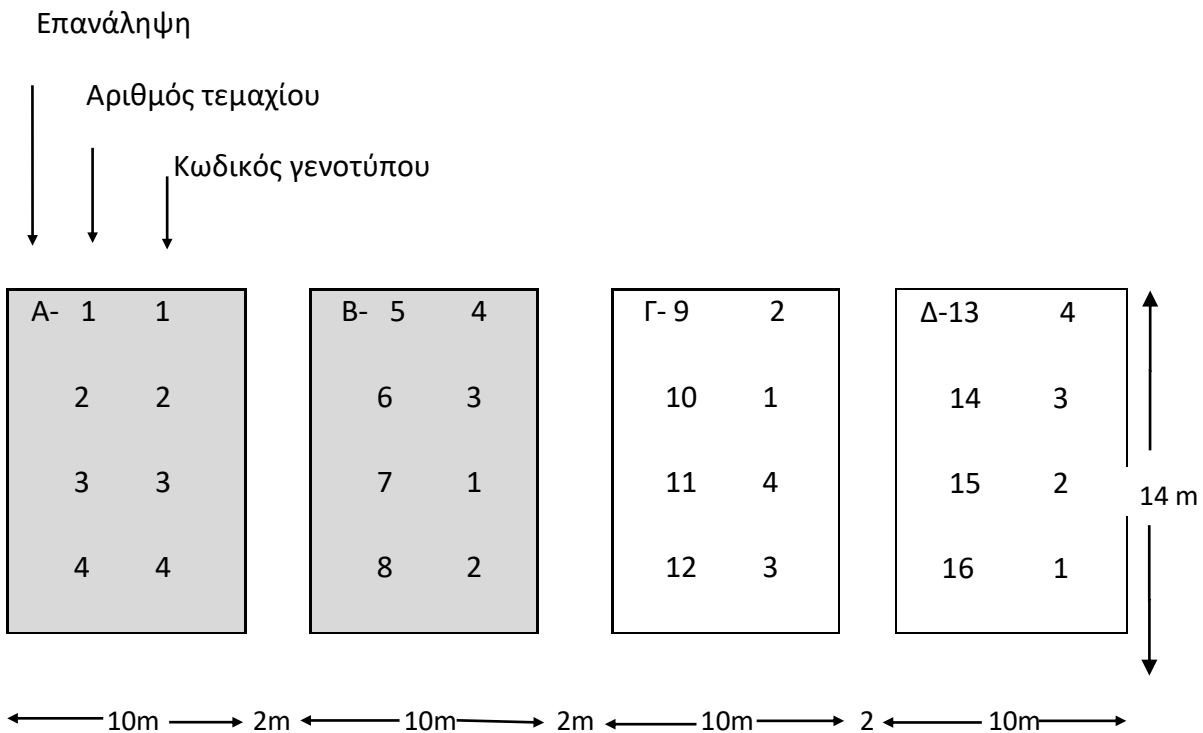 Επανάληψη
Αριθμός τεμαχίου
Κωδικός γενοτύπου
Α- 1 1 Β- 5 4 Γ- 9 2 Δ-13 4
2 2 6 3 10 1 14 3
3 3 7 1 11 4 15 2
14 m
4 4 8 2 12 3 16 1
10m 2m 10m 2m 10m 2 10m